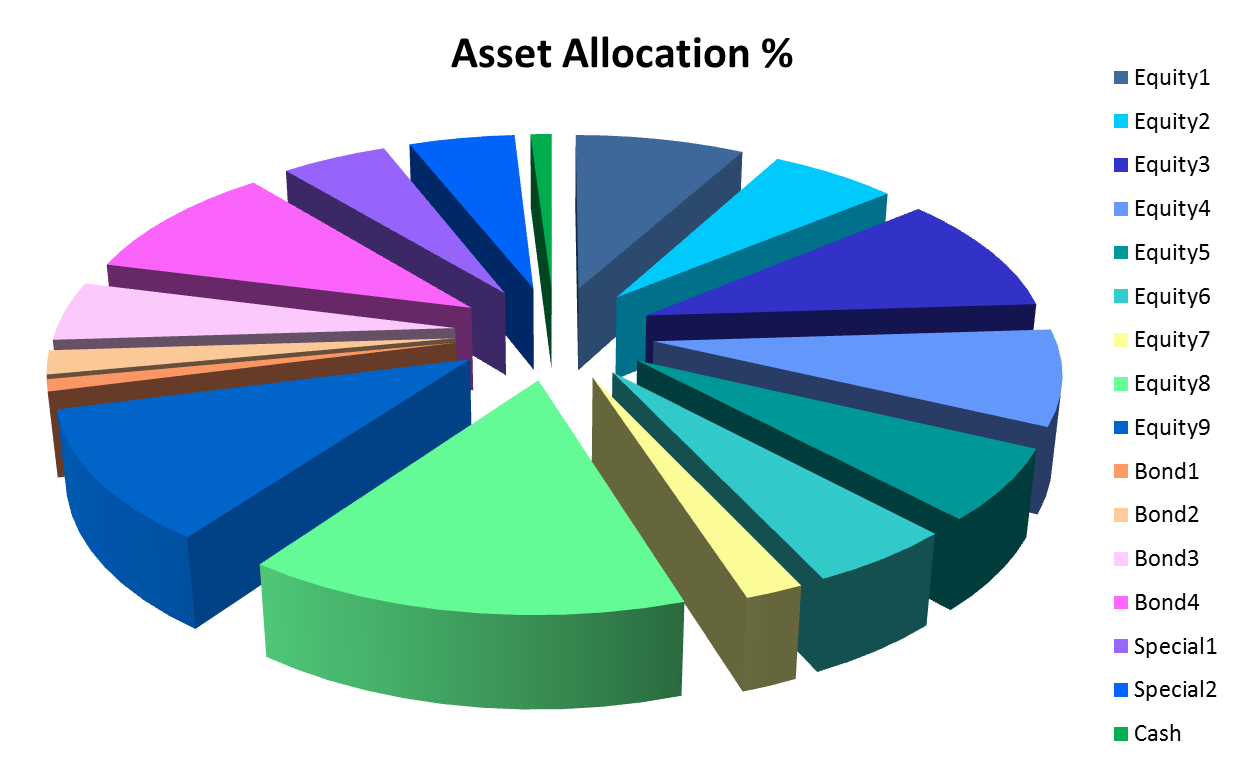 Asset Allocation %
Equity1
Equity2
Equity3
Equity4
Equity5
Equity6
Equity7
Equity8
Equity9
Bond1
Bond2
Bond3
Bond4
Special1
Special2
Cash